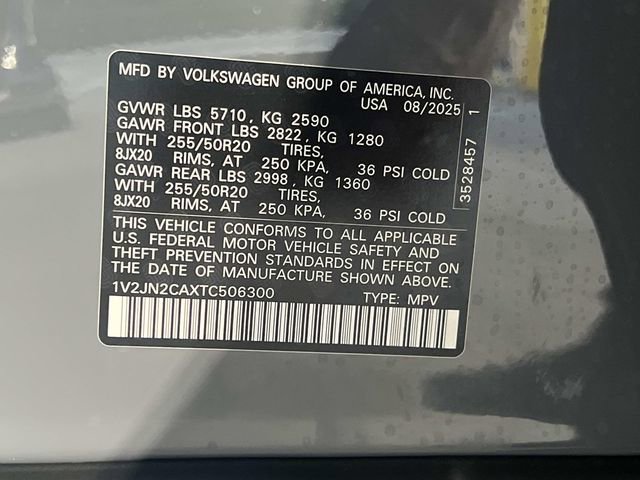 MFD BY VOLKSWAGEN GROUP OF AMERICA, INC.
USA 08/2025
GVWR LBS 5710, KG 2590
GAWR FRONT LBS 2822, KG 1280
WITH 255/50R20 TIRES,
8JX20 RIMS, AT 250 KPA, 36 PSI COLD
GAWR REAR LBS 2998, KG 1360
WITH 255/50R20 TIRES,
8JX20 RIMS, AT 250 KPA, 36 PSI COLD
THIS VEHICLE CONFORMS TO ALL APPLICABLE
U.S. FEDERAL MOTOR VEHICLE SAFETY AND
THEFT PREVENTION STANDARDS IN EFFECT ON
THE DATE OF MANUFACTURE SHOWN ABOVE.
1V2JN2CAXTC506300 TYPE: MPV
3528457 1